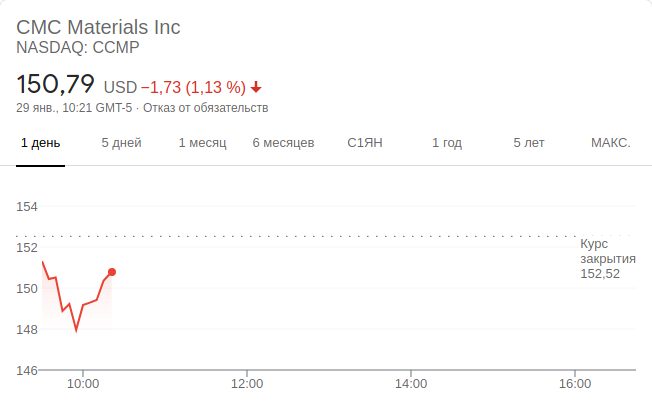 CMC Materials Inc
NASDAQ: CCMP
150,79 USD −1,73 (1,13 %)
29 янв., 10:21 GMT-5 · Отказ от обязательств
1 день 5 дней 1 месяц 6 месяцев С1ЯН 1 год 5 лет МАКС.
154
152
150
148
146
Курс
закрытия
152,52
10:00 12:00 14:00 16:00